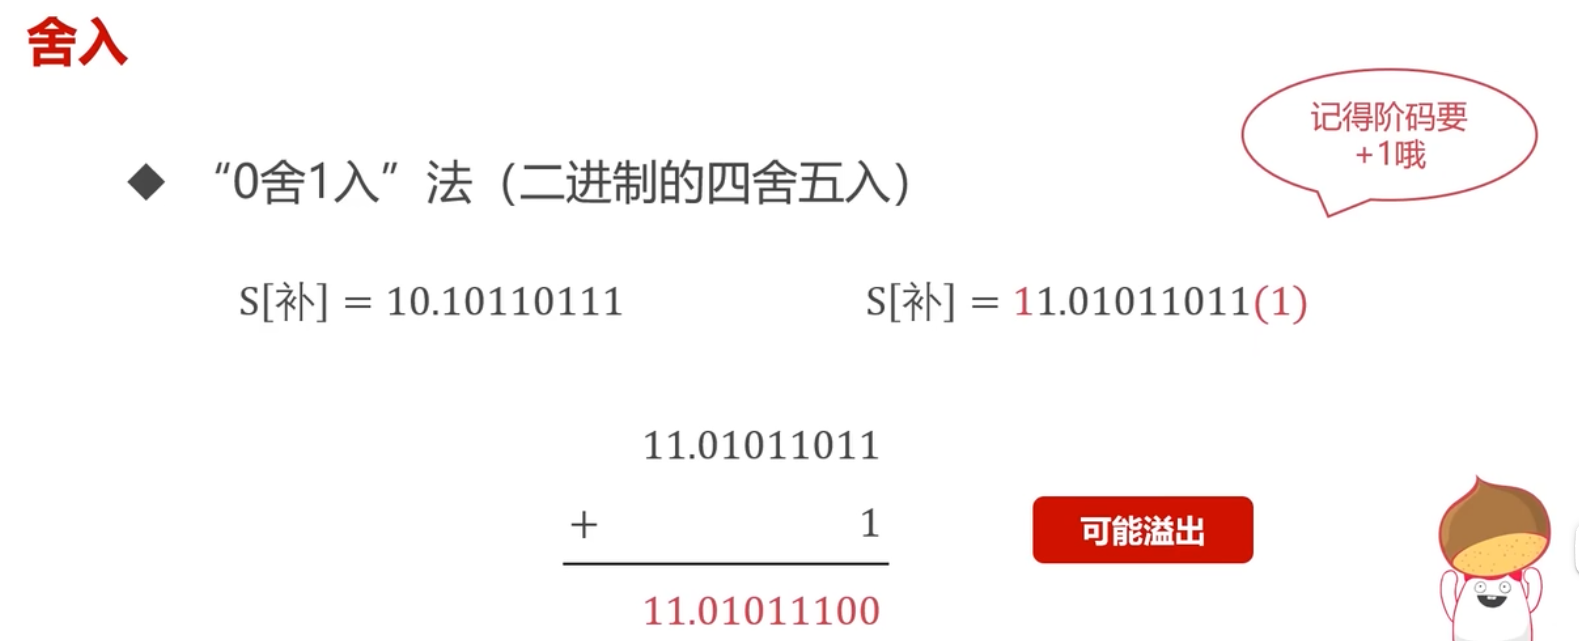 舍入
记得阶码要
+1哦
◆ “0舍1入”法（二进制的四舍五入）
S[补] = 10.10110111
S[补] = 11.01011011(1)
11.01011011
+ 1
11.01011100
可能溢出